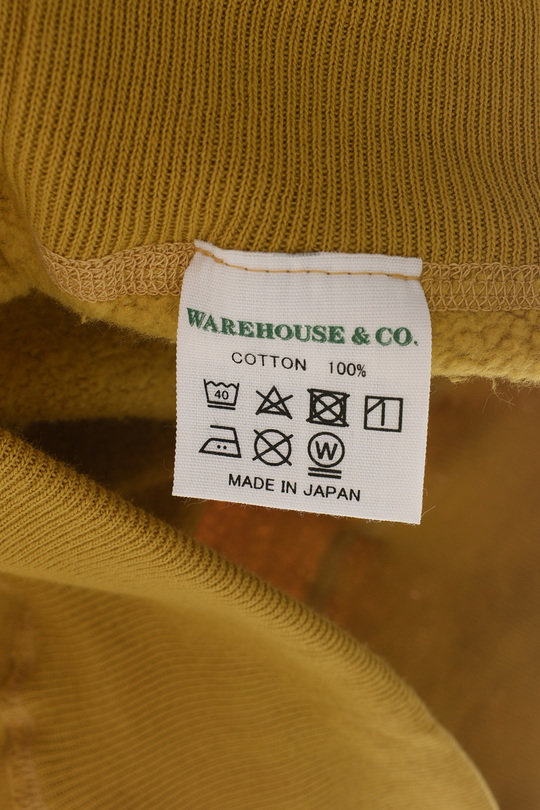 WAREHOUSE & CO.
COTTON 100%
40
W
MADE IN JAPAN